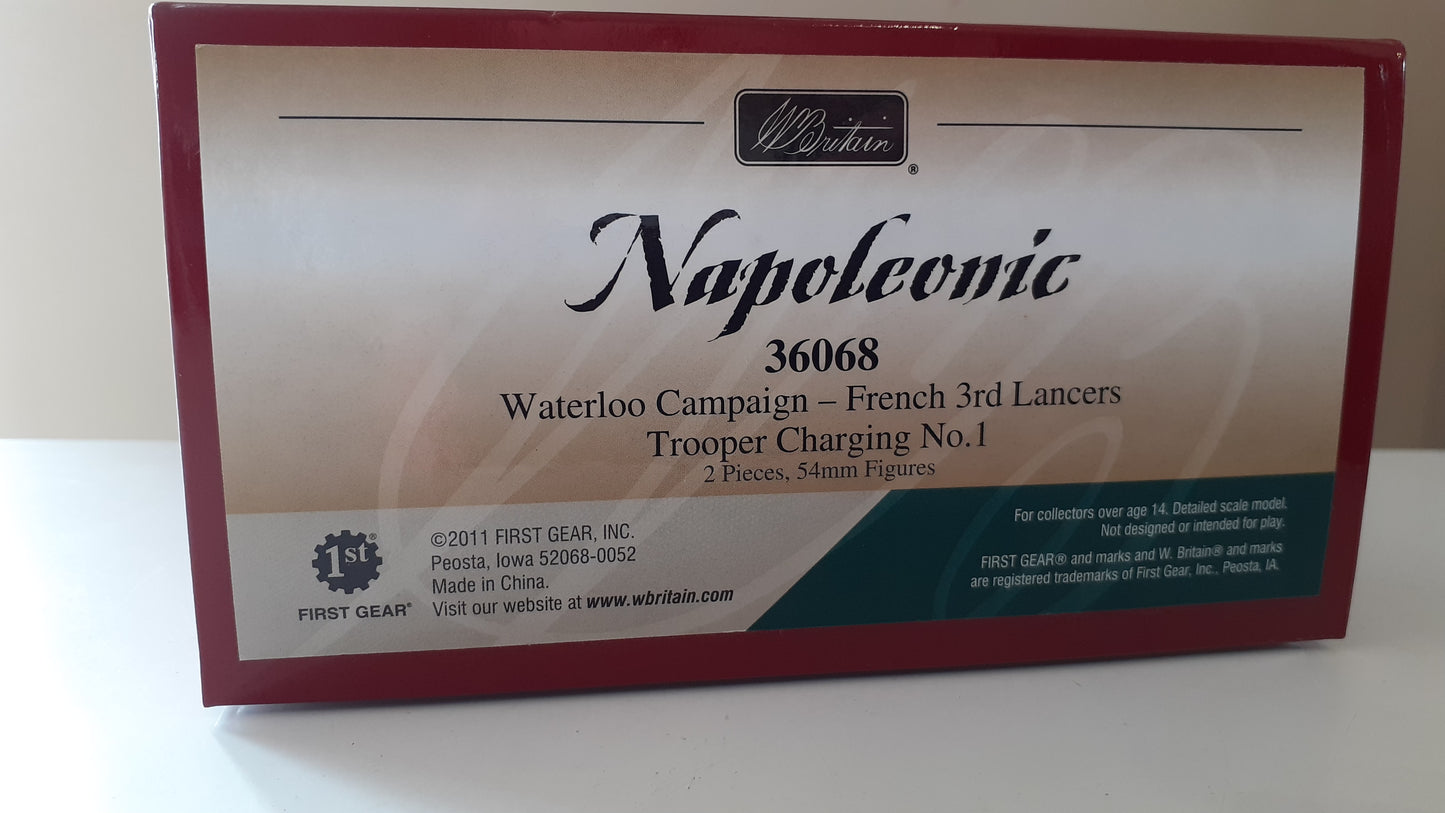 WBritain
®
Napoleonic
36068
Waterloo Campaign – French 3rd Lancers
Trooper Charging No.1
2 Pieces, 54mm Figures
1st®
FIRST GEAR®
©2011 FIRST GEAR, INC.
Peosta, Iowa 52068-0052
Made in China.
Visit our website at www.wbritain.com
For collectors over age 14. Detailed scale model.
Not designed or intended for play.
FIRST GEAR® and marks and W. Britain® and marks
are registered trademarks of First Gear, Inc., Peosta, IA.